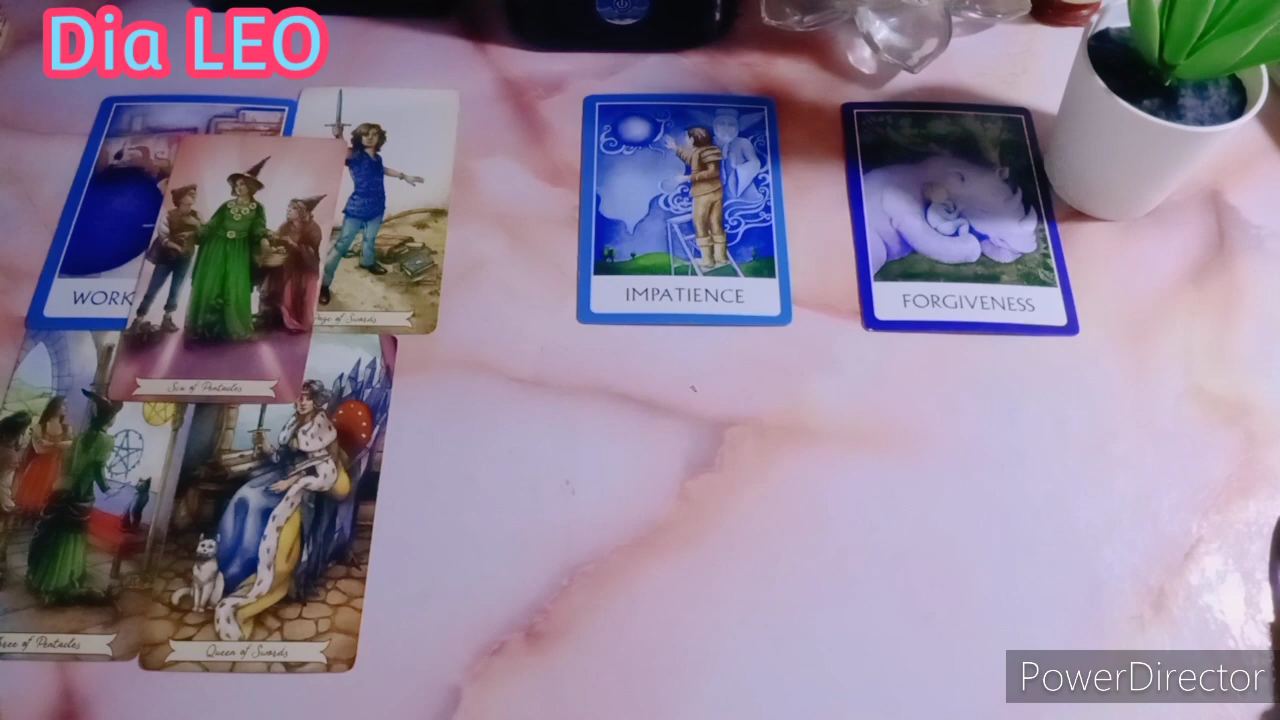 Dia LEO
WORK
Page of Swords
IMPATIENCE
FORGIVENESS
Six of Pentacles
Three of Pentacles
Queen of Swords
PowerDirector